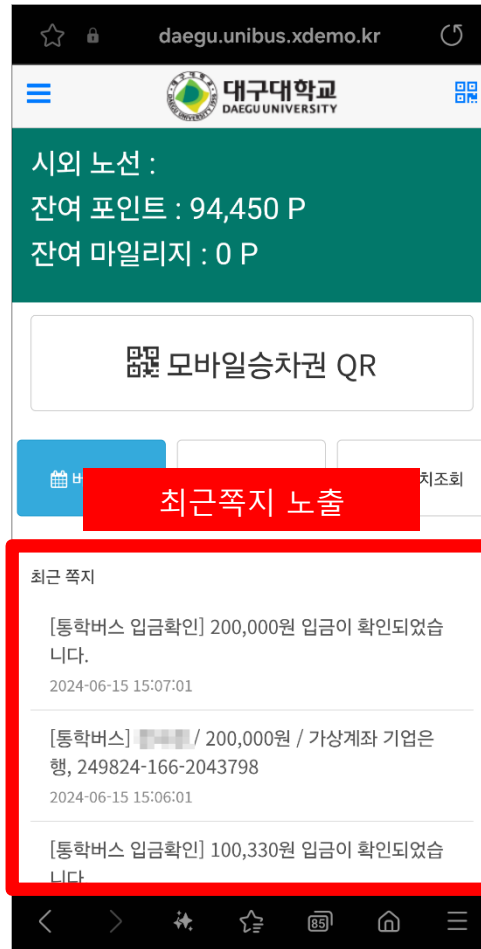 daegu.unibus.xdemo.kr
대구대학교
DAEGU UNIVERSITY
시외 노선 :
잔여 포인트 : 94,450 P
잔여 마일리지 : 0 P
모바일승차권 QR
최근쪽지 노출
치조회
최근 쪽지
[통학버스 입금확인] 200,000원 입금이 확인되었습
니다.
2024-06-15 15:07:01
[통학버스] / 200,000원 / 가상계좌 기업은
행, 249824-166-2043798
2024-06-15 15:06:01
[통학버스 입금확인] 100,330원 입금이 확인되었습
니다
85